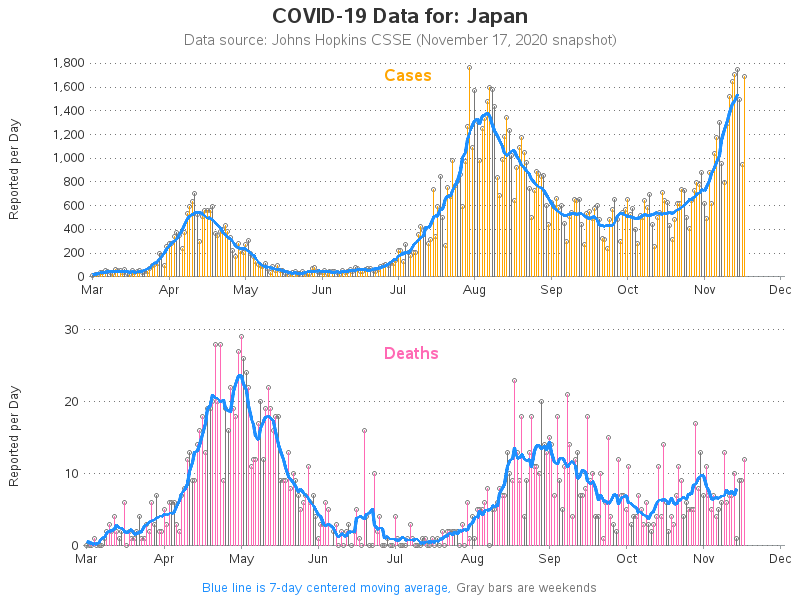 COVID-19 Data for: Japan
Data source: Johns Hopkins CSSE (November 17, 2020 snapshot)
Cases
Reported per Day
1,800
1,600
1,400
1,200
1,000
800
600
400
200
0
Mar Apr May Jun Jul Aug Sep Oct Nov Dec
Deaths
Reported per Day
30
20
10
0
Mar Apr May Jun Jul Aug Sep Oct Nov Dec
Blue line is 7-day centered moving average, Gray bars are weekends